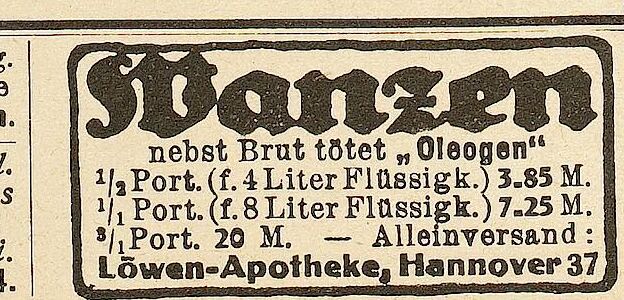 Wanzen
nebst Brut tötet „Oleogen“
1/2 Port. (f. 4 Liter Flüssigk.) 3.85 M.
1/1 Port. (f. 8 Liter Flüssigk.) 7.25 M.
3/1 Port. 20 M. — Alleinversand:
Löwen-Apotheke, Hannover 37